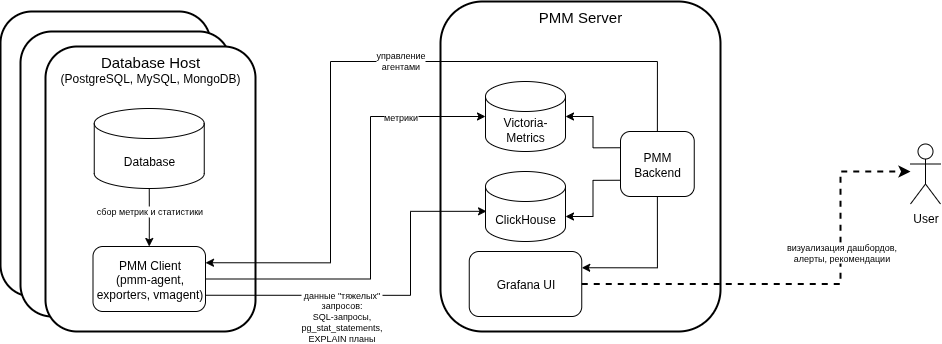 Database Host
(PostgreSQL, MySQL, MongoDB)
Database
сбор метрик и статистики
PMM Client
(pmm-agent,
exporters, vmagent)
управление
агентами
метрики
данные "тяжелых"
запросов:
SQL-запросы,
pg_stat_statements,
EXPLAIN планы
PMM Server
Victoria-
Metrics
ClickHouse
PMM
Backend
Grafana UI
визуализация дашбордов,
алерты, рекомендации
User